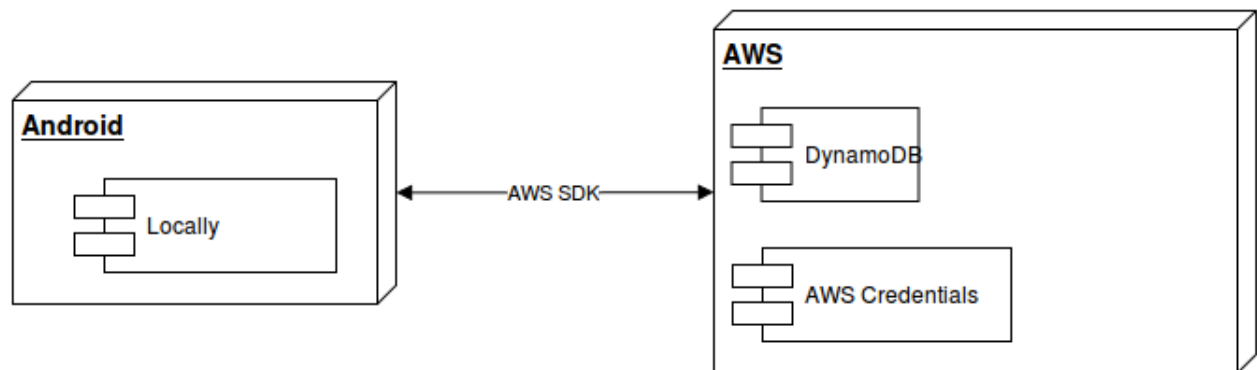 AWS
Android
DynamoDB
AWS SDK
Locally
AWS Credentials